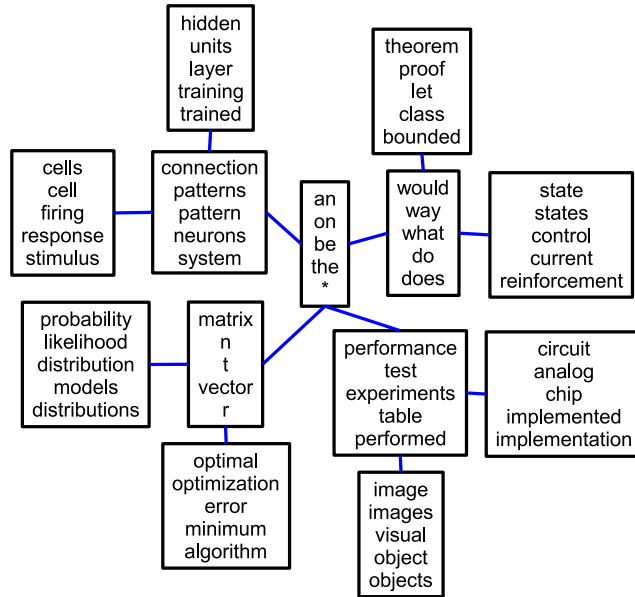 hidden
units
layer
training
trained
theorem
proof
let
class
bounded
cells
cell
firing
response
stimulus
connection
patterns
pattern
neurons
system
an
on
be
the
*
would
way
what
do
does
state
states
control
current
reinforcement
probability
likelihood
distribution
models
distributions
matrix
n
t
vector
r
performance
test
experiments
table
performed
circuit
analog
chip
implemented
implementation
optimal
optimization
error
minimum
algorithm
image
images
visual
object
objects